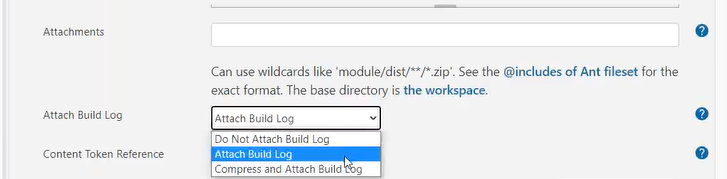 Attachments
?
Can use wildcards like 'module/dist/**/*.zip'. See the @includes of Ant fileset for the
exact format. The base directory is the workspace.
Attach Build Log
Attach Build Log
?
Do Not Attach Build Log
Attach Build Log
Compress and Attach Build Log
Content Token Reference
?